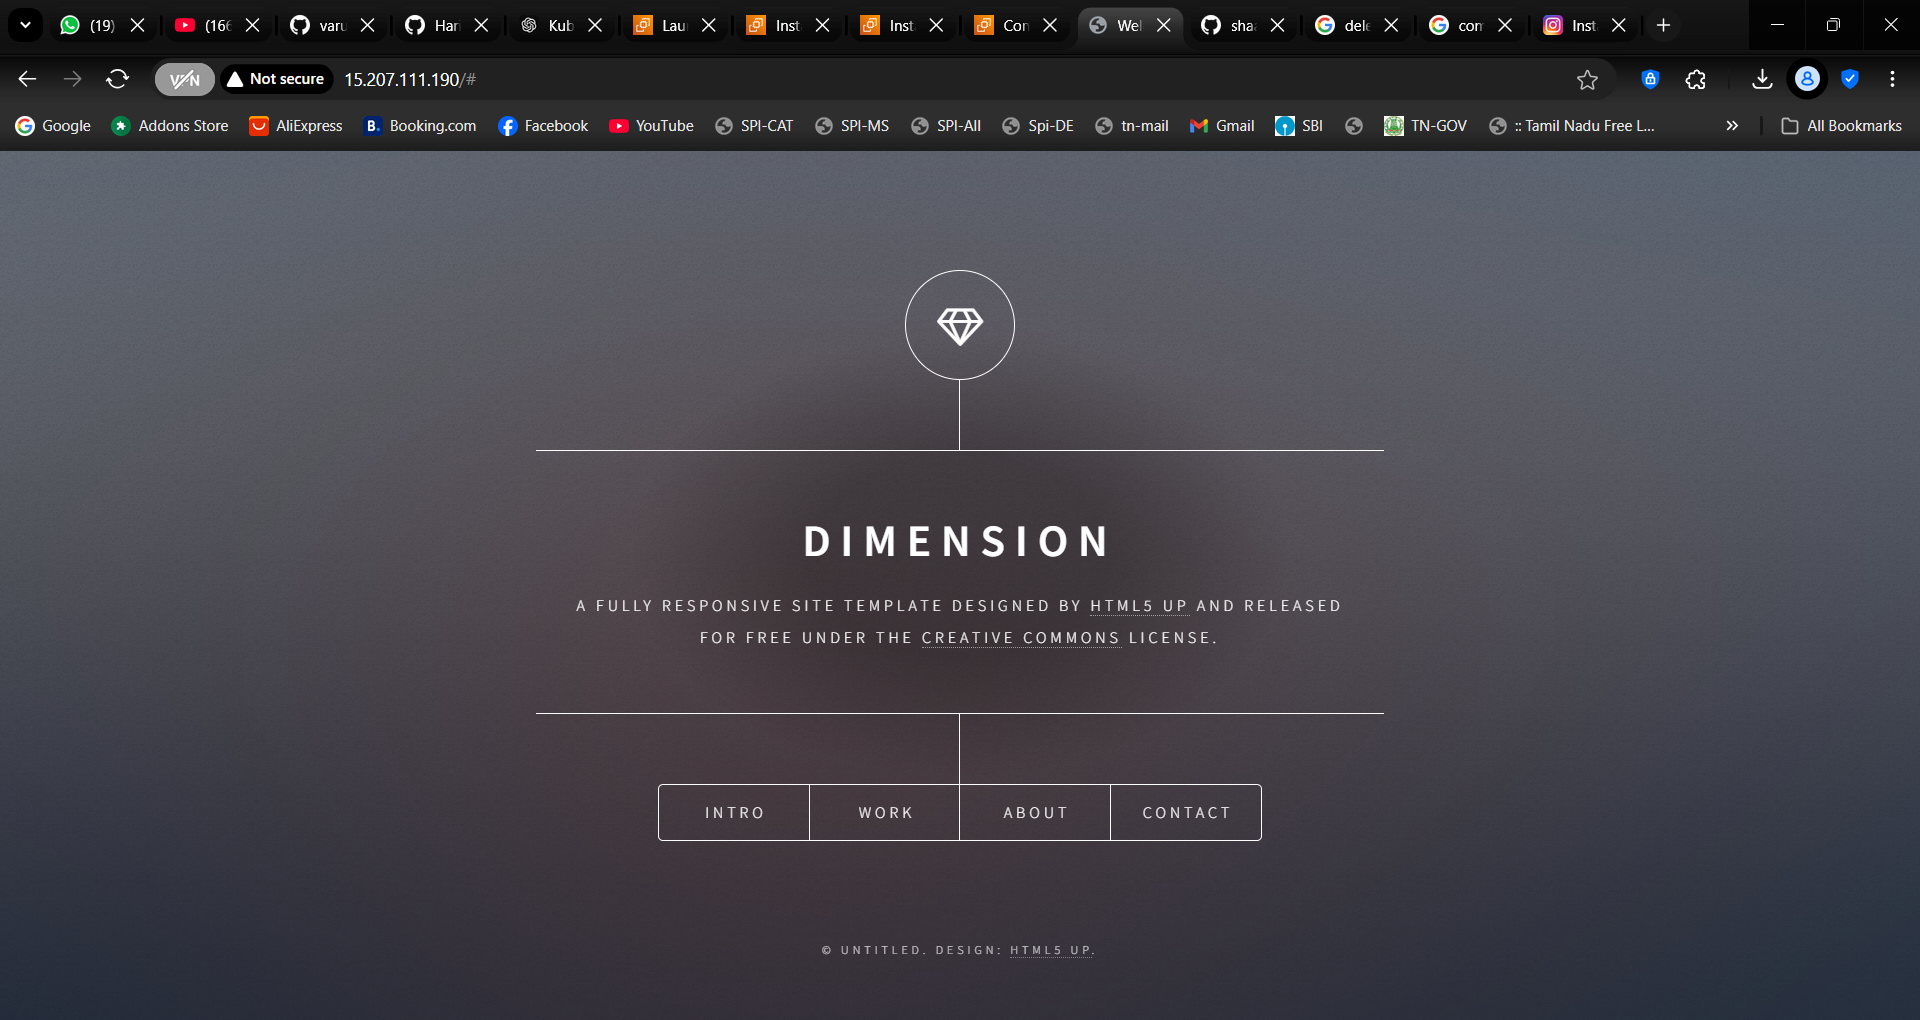 (19)
(166
varu
Hari
Kub
Lau
Inst
Inst
Con
Wel
sha
dele
com
Inst
VPN
Not secure
15.207.111.190/#
Google
Addons Store
AliExpress
B.
Booking.com
Facebook
YouTube
SPI-CAT
SPI-MS
SPI-All
Spi-DE
tn-mail
Gmail
SBI
TN-GOV
:: Tamil Nadu Free L...
All Bookmarks
DIMENSION
A FULLY RESPONSIVE SITE TEMPLATE DESIGNED BY HTML5 UP AND RELEASED
FOR FREE UNDER THE CREATIVE COMMONS LICENSE.
INTRO
WORK
ABOUT
CONTACT
© UNTITLED. DESIGN: HTML5 UP.